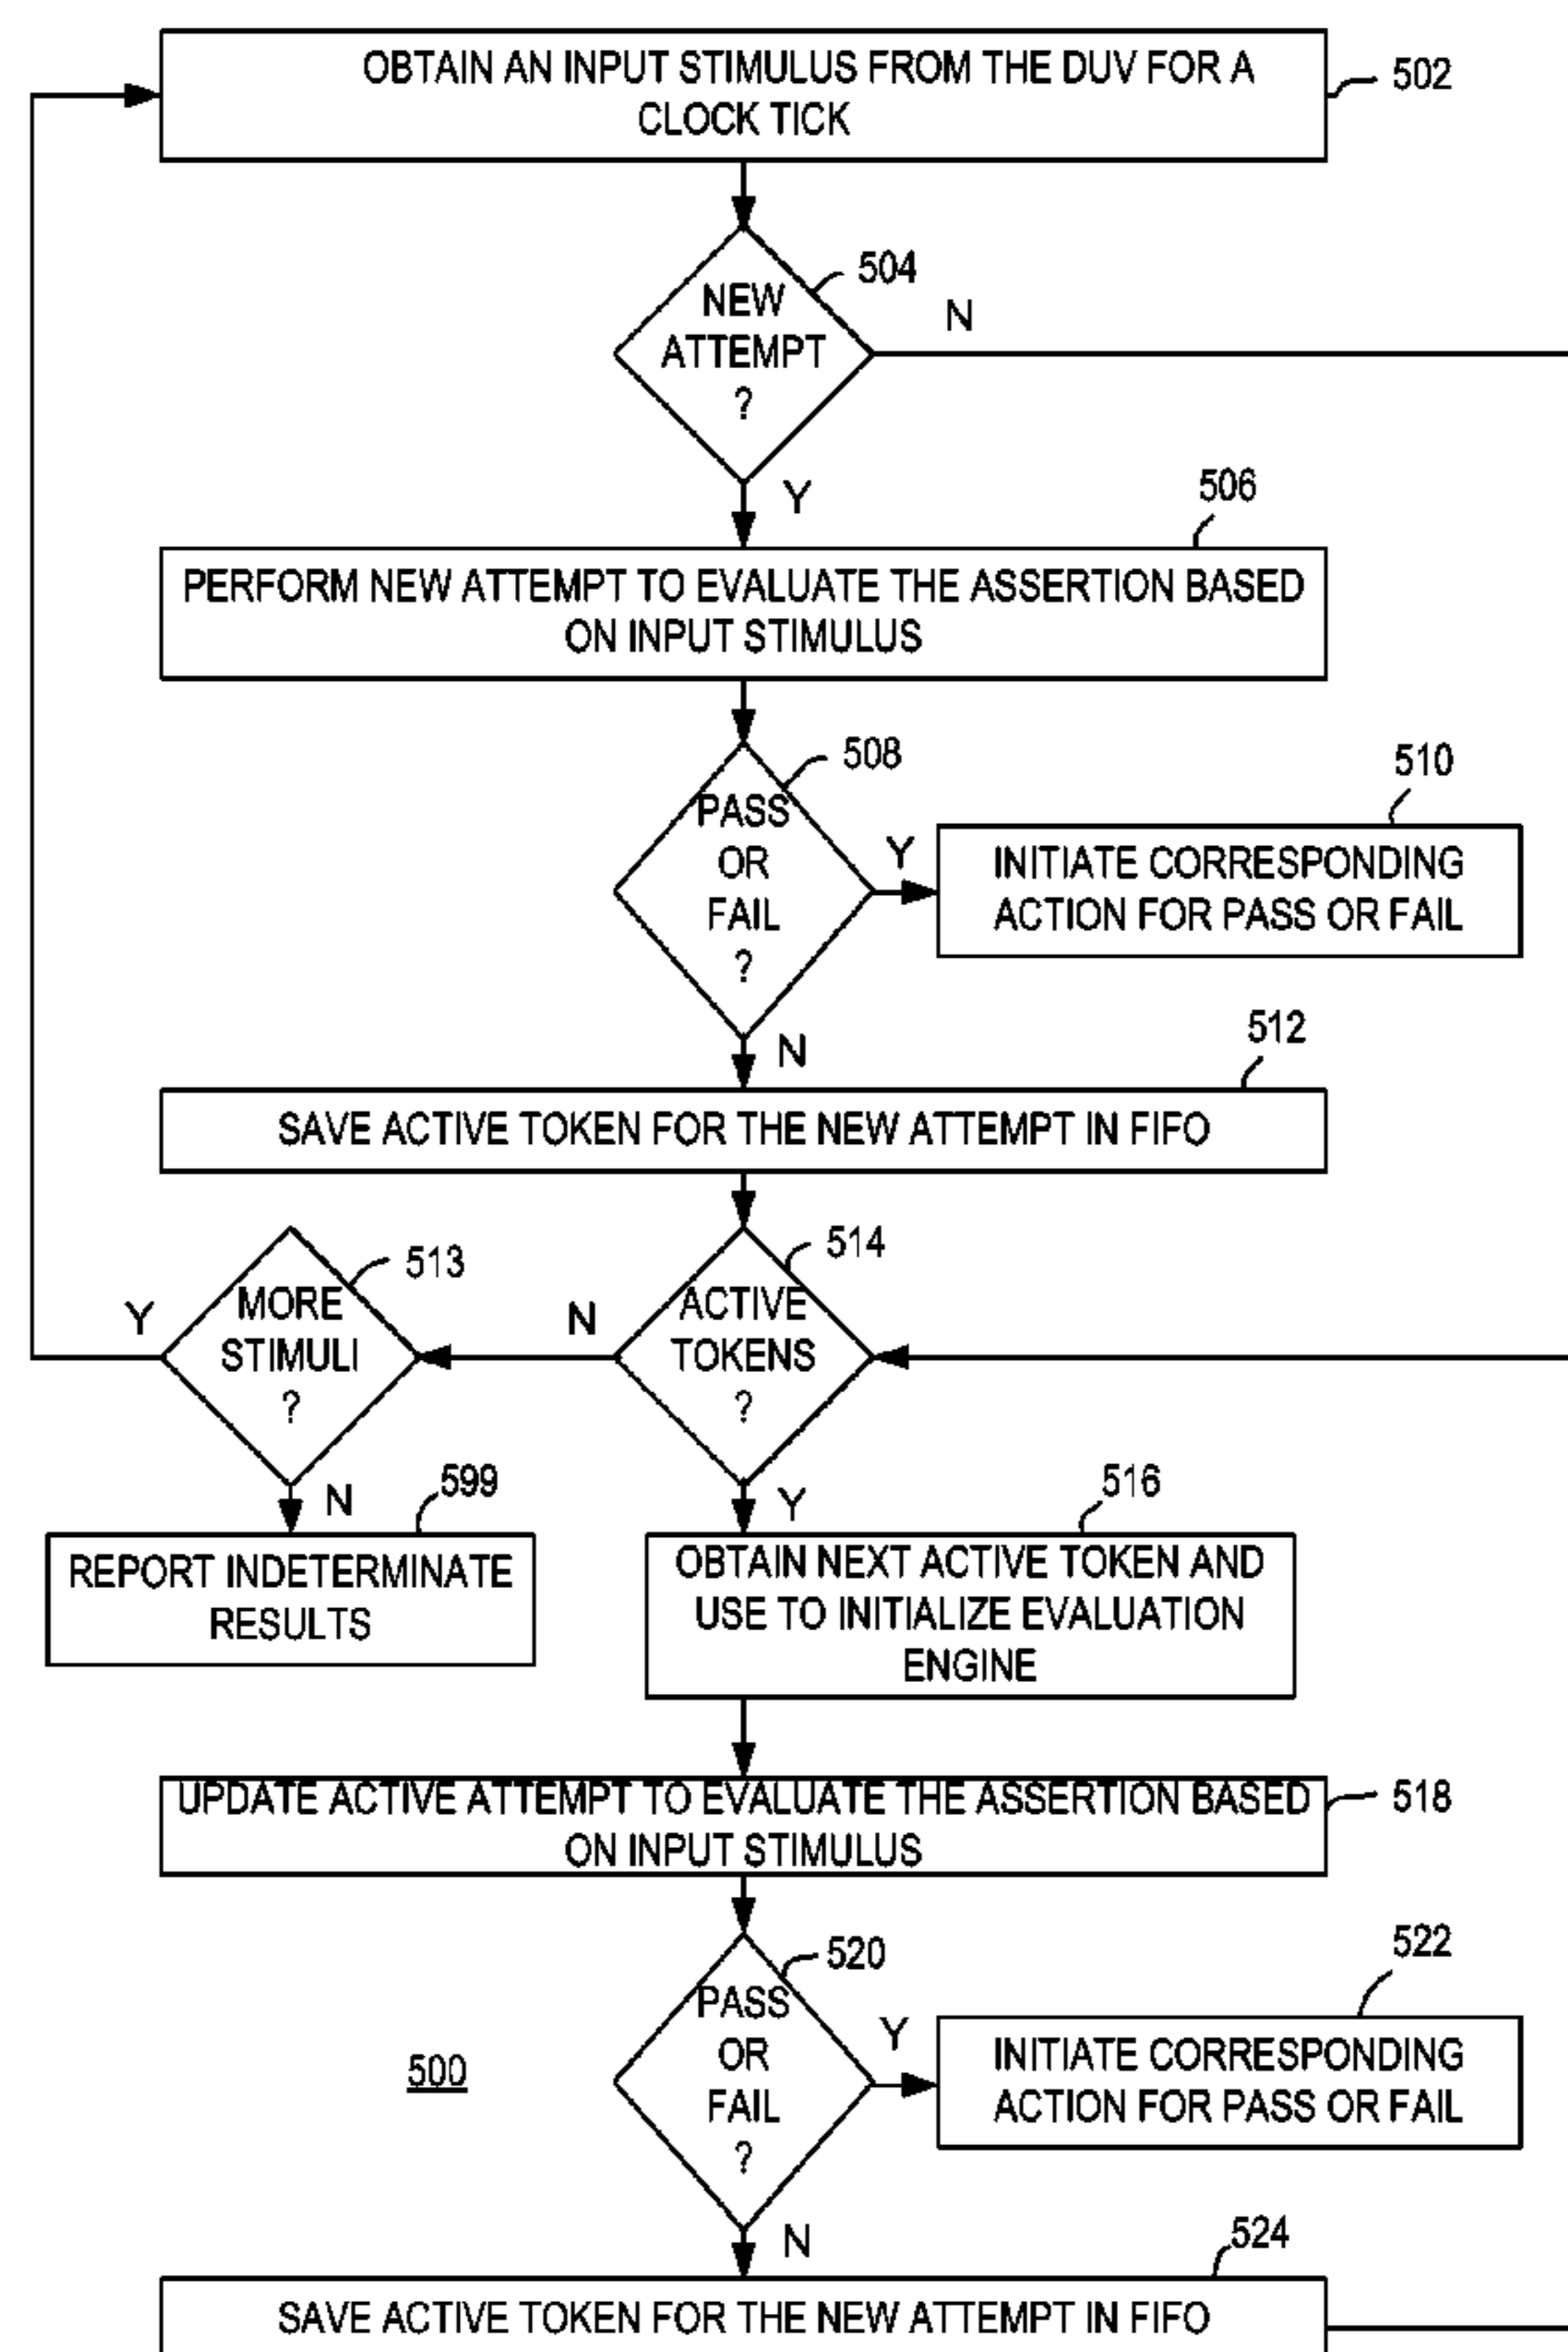 OBTAIN AN INPUT STIMULUS FROM THE DUV FOR A
CLOCK TICK
502
504
NEW
ATTEMPT
?
N
Y
506
PERFORM NEW ATTEMPT TO EVALUATE THE ASSERTION BASED
ON INPUT STIMULUS
508
PASS
OR
FAIL
?
Y
510
INITIATE CORRESPONDING
ACTION FOR PASS OR FAIL
N
512
SAVE ACTIVE TOKEN FOR THE NEW ATTEMPT IN FIFO
514
ACTIVE
TOKENS
?
N
513
MORE
STIMULI
?
Y
N
599
REPORT INDETERMINATE
RESULTS
Y
516
OBTAIN NEXT ACTIVE TOKEN AND
USE TO INITIALIZE EVALUATION
ENGINE
UPDATE ACTIVE ATTEMPT TO EVALUATE THE ASSERTION BASED
ON INPUT STIMULUS
518
520
PASS
OR
FAIL
?
Y
522
INITIATE CORRESPONDING
ACTION FOR PASS OR FAIL
500
N
524
SAVE ACTIVE TOKEN FOR THE NEW ATTEMPT IN FIFO